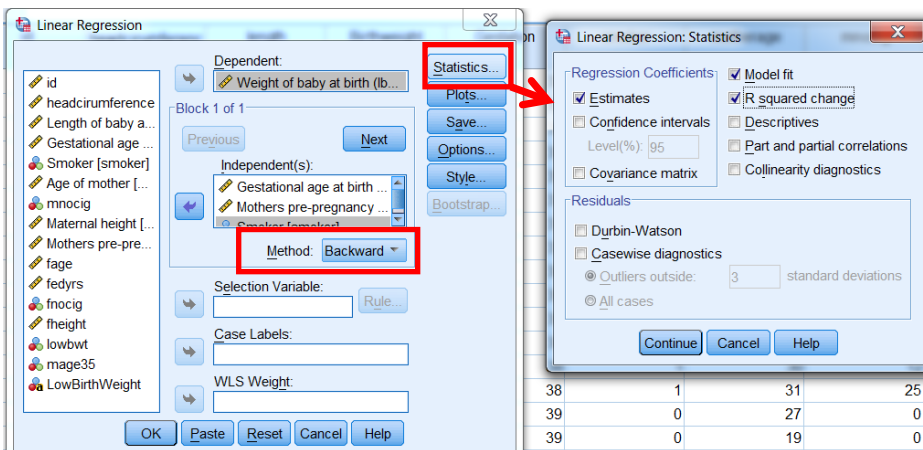 Linear Regression
id
headcirumference
Length of baby a...
Gestational age ...
Smoker [smoker]
Age of mother [...
mnocig
Maternal height [...
Mothers pre-pre...
fage
fedyrs
fnocig
fheight
lowbwt
mage35
LowBirthWeight
Dependent:
Weight of baby at birth (lb...
Block 1 of 1
Previous
Next
Independent(s):
Gestational age at birth ...
Mothers pre-pregnancy ...
Smoker [smoker]
Method: Backward
Selection Variable:
Rule...
Case Labels:
WLS Weight:
OK Paste Reset Cancel Help
Statistics...
Plots...
Save...
Options...
Style...
Bootstrap...
Linear Regression: Statistics
Regression Coefficients
Estimates
Confidence intervals
Level(%): 95
Covariance matrix
Model fit
R squared change
Descriptives
Part and partial correlations
Collinearity diagnostics
Residuals
Durbin-Watson
Casewise diagnostics
Outliers outside: 3 standard deviations
All cases
Continue Cancel Help
38 1 31 25
39 0 27 0
39 0 19 0